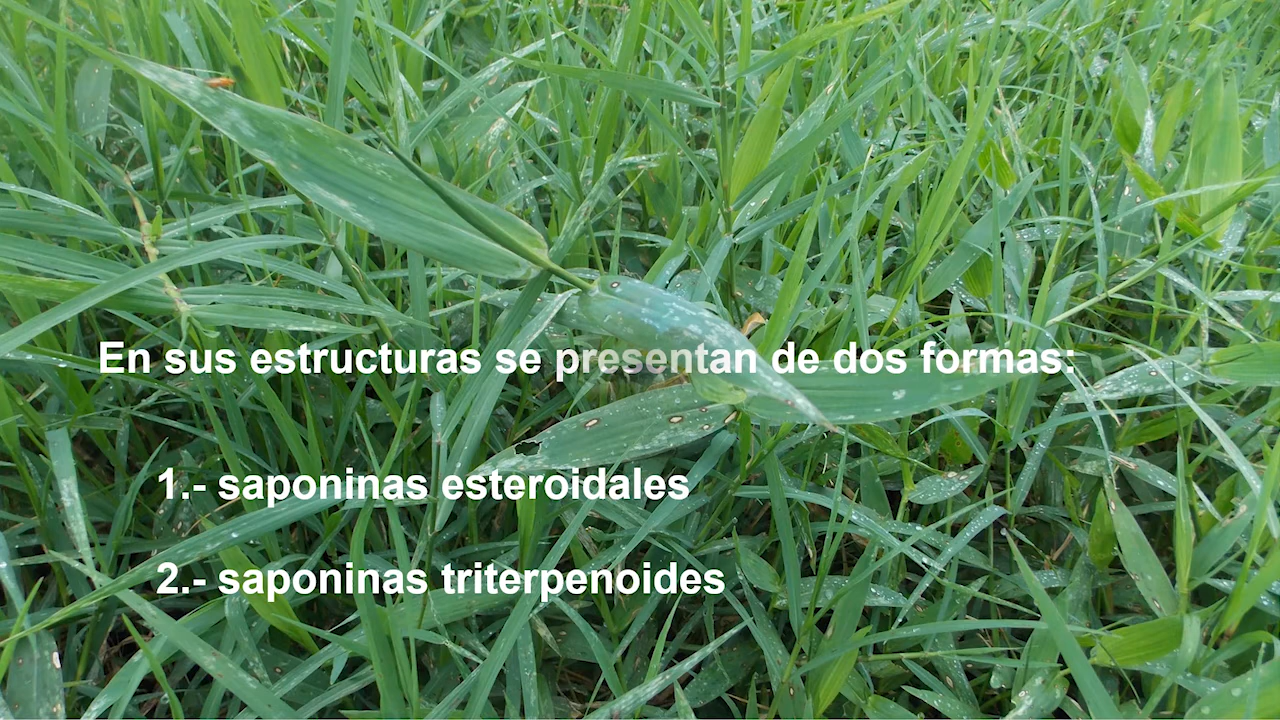 En sus estructuras se presentan de dos formas:
1.- saponinas esteroidales
2.- saponinas triterpenoides